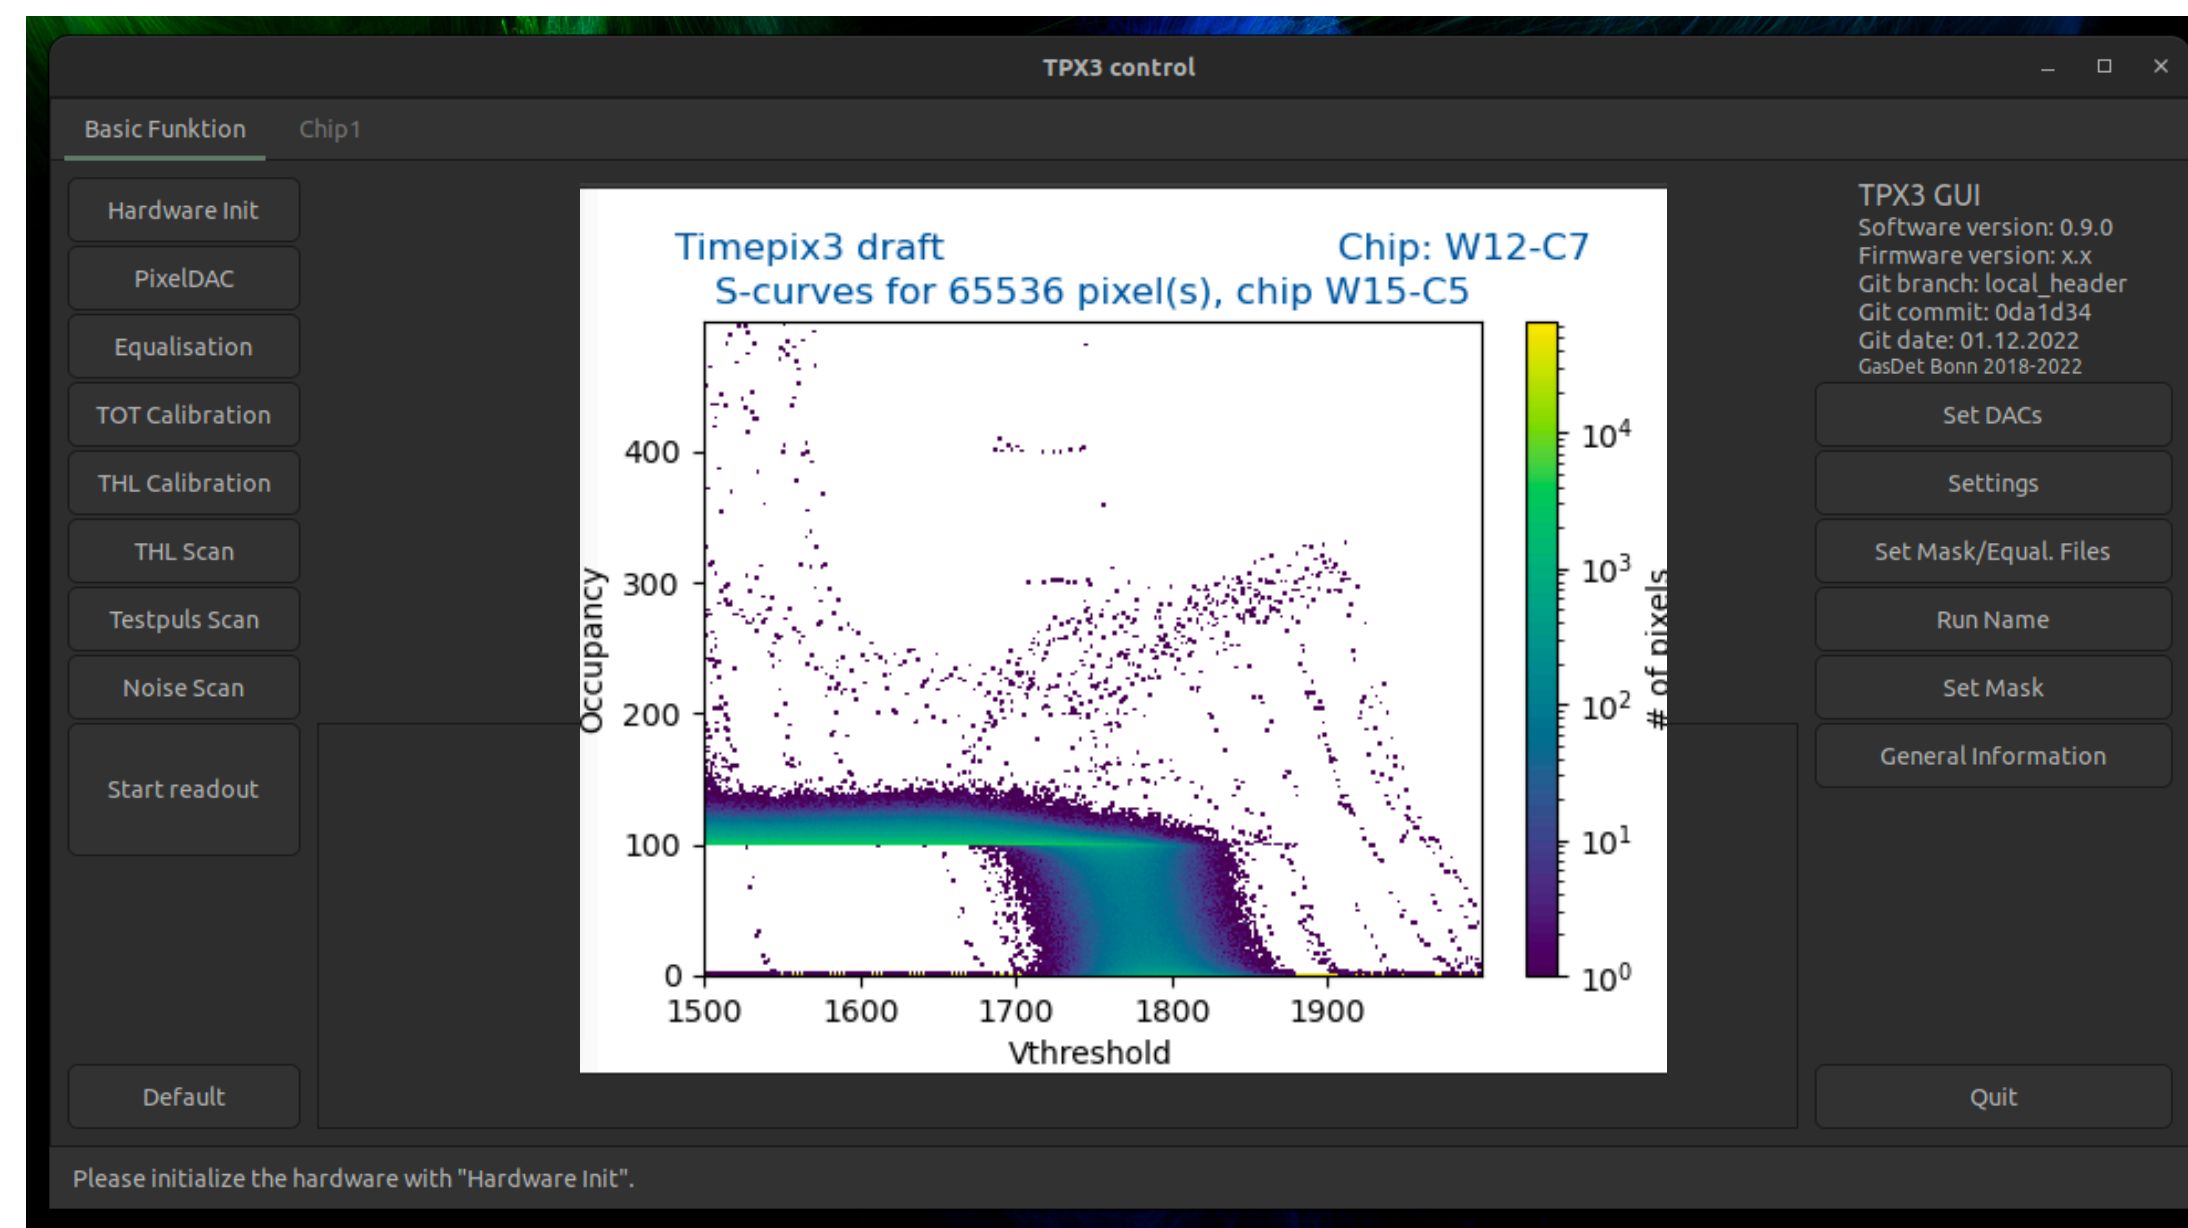 TPX3 control
Basic Funktion
Chip1
Hardware Init
PixelDAC
Equalisation
TOT Calibration
THL Calibration
THL Scan
Testpuls Scan
Noise Scan
Start readout
Default
Timepix3 draft
Chip: W12-C7
S-curves for 65536 pixel(s), chip W15-C5
Occupancy
400
300
200
100
0
1500
1600
1700
1800
1900
Vthreshold
10⁴
10³
10²
10¹
10⁰
# of pixels
TPX3 GUI
Software version: 0.9.0
Firmware version: x.x
Git branch: local_header
Git commit: 0da1d34
Git date: 01.12.2022
GasDet Bonn 2018-2022
Set DACs
Settings
Set Mask/Equal. Files
Run Name
Set Mask
General Information
Quit
Please initialize the hardware with "Hardware Init".